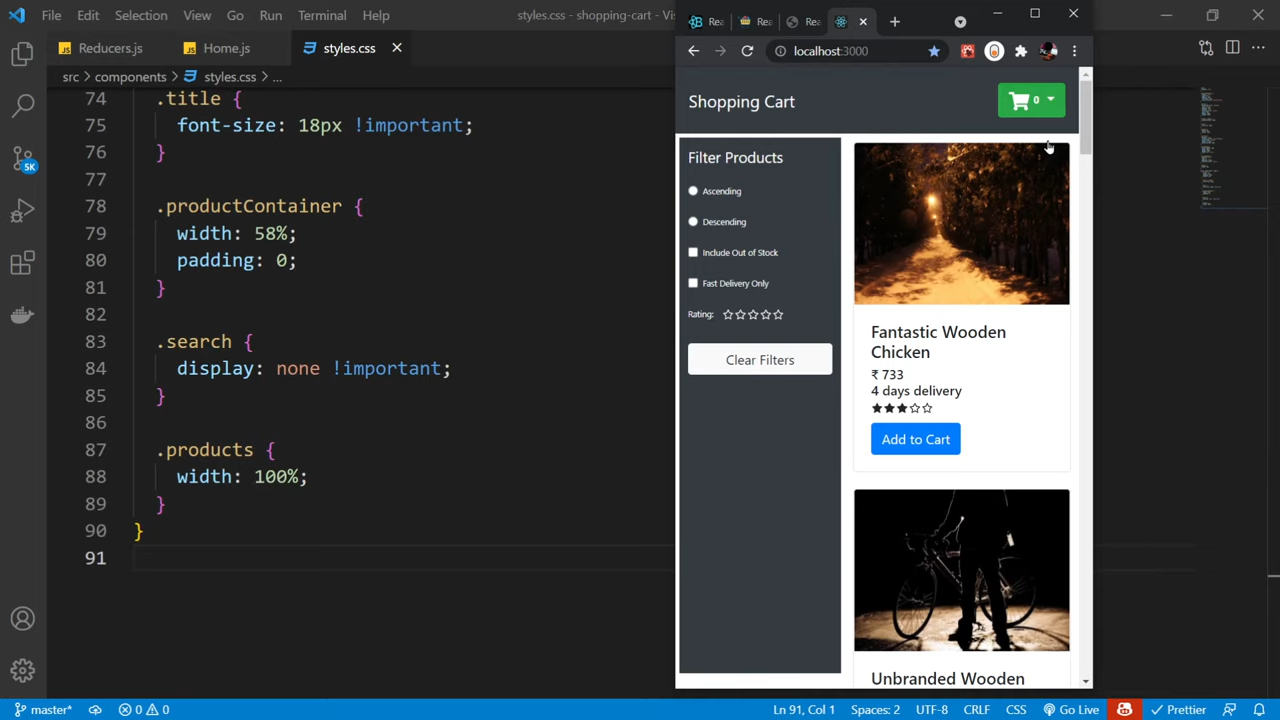 File Edit Selection View Go Run Terminal Help
styles.css - shopping-cart - Vis
Reducers.js
Home.js
styles.css
src > components > styles.css > ...
74 .title {
75 font-size: 18px !important;
76 }
77
78 .productContainer {
79 width: 58%;
80 padding: 0;
81 }
82
83 .search {
84 display: none !important;
85 }
86
87 .products {
88 width: 100%;
89 }
90 }
91
Rea
Rea
Rea
localhost:3000
Shopping Cart
0
Filter Products
Ascending
Descending
Include Out of Stock
Fast Delivery Only
Rating:
Clear Filters
Fantastic Wooden
Chicken
₹ 733
4 days delivery
Add to Cart
Unbranded Wooden
5K
master*
0 0
Ln 91, Col 1
Spaces: 2
UTF-8
CRLF
CSS
Go Live
Prettier